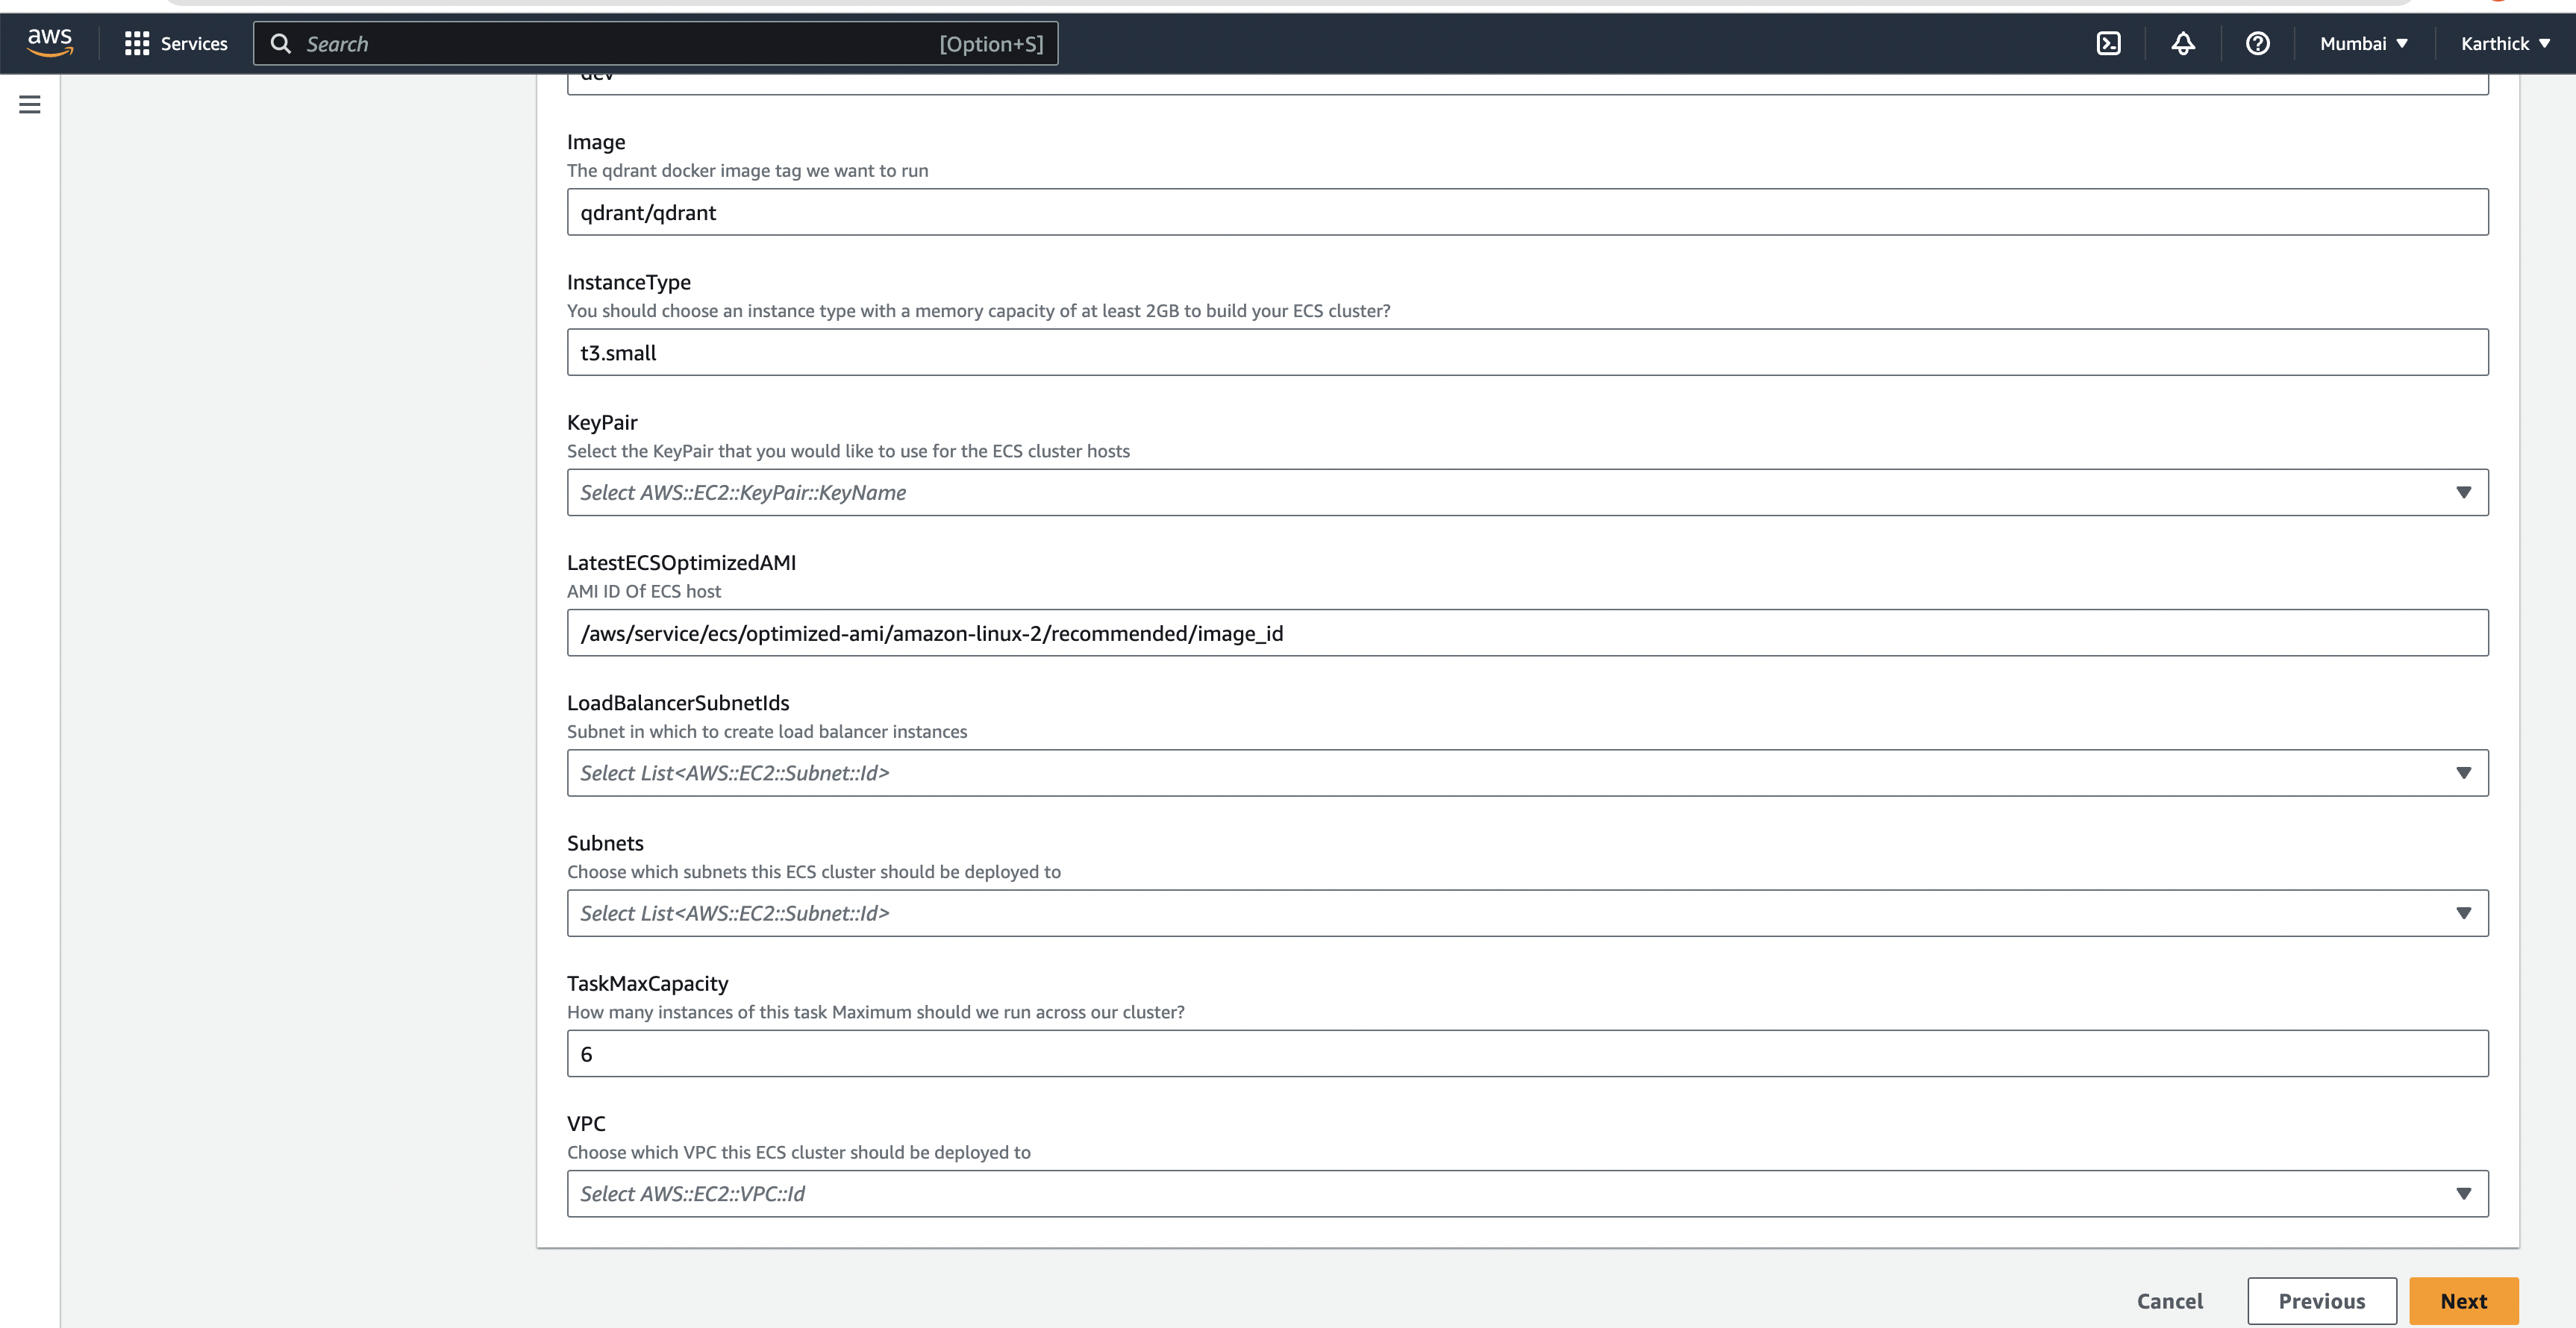 aws
Services
Search
[Option+S]
Mumbai
Karthick
dev
Image
The qdrant docker image tag we want to run
qdrant/qdrant
InstanceType
You should choose an instance type with a memory capacity of at least 2GB to build your ECS cluster?
t3.small
KeyPair
Select the KeyPair that you would like to use for the ECS cluster hosts
Select AWS::EC2::KeyPair::KeyName
LatestECSOptimizedAMI
AMI ID Of ECS host
/aws/service/ecs/optimized-ami/amazon-linux-2/recommended/image_id
LoadBalancerSubnetIds
Subnet in which to create load balancer instances
Select List<AWS::EC2::Subnet::Id>
Subnets
Choose which subnets this ECS cluster should be deployed to
Select List<AWS::EC2::Subnet::Id>
TaskMaxCapacity
How many instances of this task Maximum should we run across our cluster?
6
VPC
Choose which VPC this ECS cluster should be deployed to
Select AWS::EC2::VPC::Id
Cancel
Previous
Next